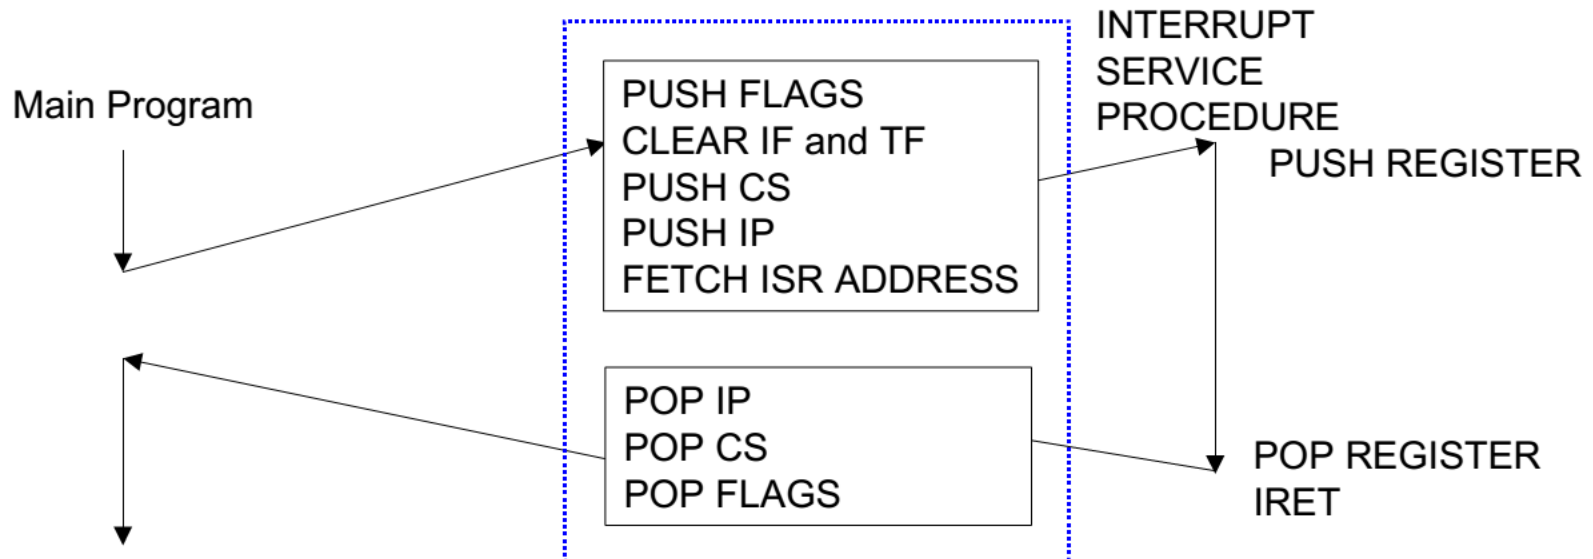 Main Program
PUSH FLAGS
CLEAR IF and TF
PUSH CS
PUSH IP
FETCH ISR ADDRESS
INTERRUPT
SERVICE
PROCEDURE
PUSH REGISTER
POP IP
POP CS
POP FLAGS
POP REGISTER
IRET